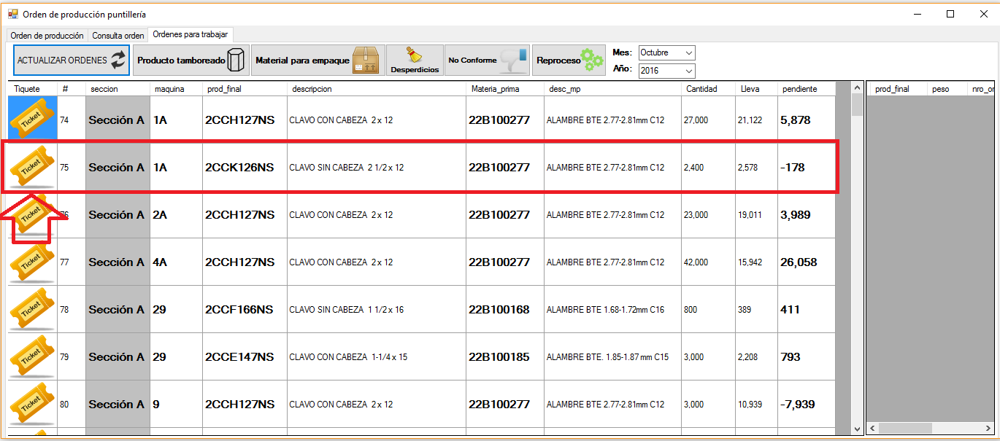 Orden de producción puntillería
Orden de producción Consulta orden Ordenes para trabajar
ACTUALIZAR ORDENES Producto tamboreado Material para empaque Desperdicios No Conforme Reproceso Mes: Octubre
Año: 2016
Tiquete # seccion maquina prod_final descripcion Materia_prima desc_mp Cantidad Lleva pendiente prod_final peso nro_or
Ticket 74 Sección A 1A 2CCH127NS CLAVO CON CABEZA 2 x 12 22B100277 ALAMBRE BTE 2.77-2.81mm C12 27,000 21,122 5,878
Ticket 75 Sección A 1A 2CCK126NS CLAVO SIN CABEZA 2 1/2 x 12 22B100277 ALAMBRE BTE 2.77-2.81mm C12 2,400 2,578 -178
Ticket 76 Sección A 2A 2CCH127NS CLAVO CON CABEZA 2 x 12 22B100277 ALAMBRE BTE 2.77-2.81mm C12 23,000 19,011 3,989
Ticket 77 Sección A 4A 2CCH127NS CLAVO CON CABEZA 2 x 12 22B100277 ALAMBRE BTE 2.77-2.81mm C12 42,000 15,942 26,058
Ticket 78 Sección A 29 2CCF166NS CLAVO SIN CABEZA 1 1/2 x 16 22B100168 ALAMBRE BTE 1.68-1.72mm C16 800 389 411
Ticket 79 Sección A 29 2CCE147NS CLAVO CON CABEZA 1-1/4 x 15 22B100185 ALAMBRE BTE. 1.85-1.87 mm C15 3,000 2,208 793
Ticket 80 Sección A 9 2CCH127NS CLAVO CON CABEZA 2 x 12 22B100277 ALAMBRE BTE 2.77-2.81mm C12 3,000 10,939 -7,939